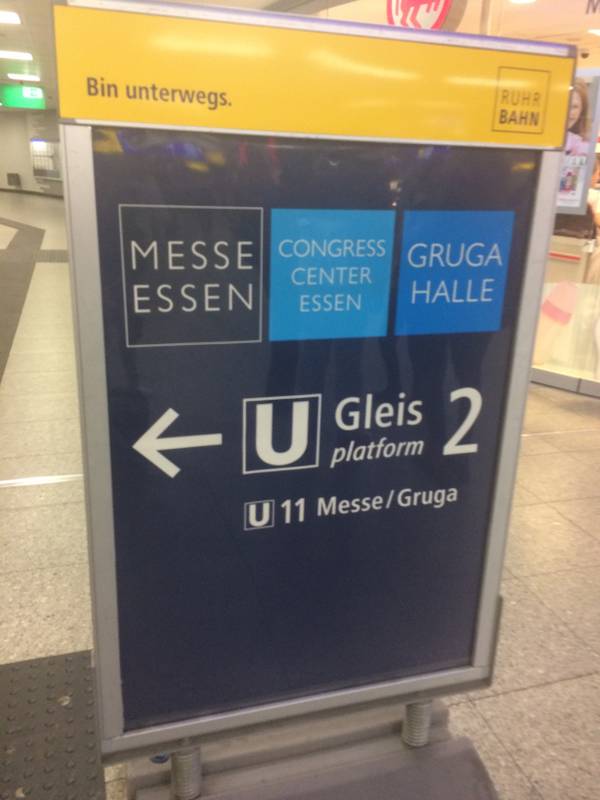 Bin unterwegs.
RUHR
BAHN
MESSE
ESSEN
CONGRESS
CENTER
ESSEN
GRUGA
HALLE
U Gleis 2
platform
U 11 Messe/Gruga